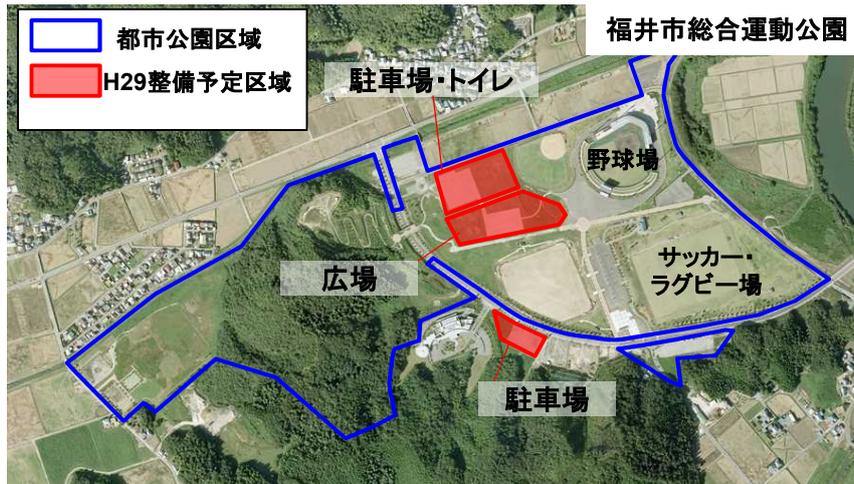 福井市総合運動公園
都市公園区域
H29整備予定区域
駐車場・トイレ
野球場
広場
サッカー・
ラグビー場
駐車場